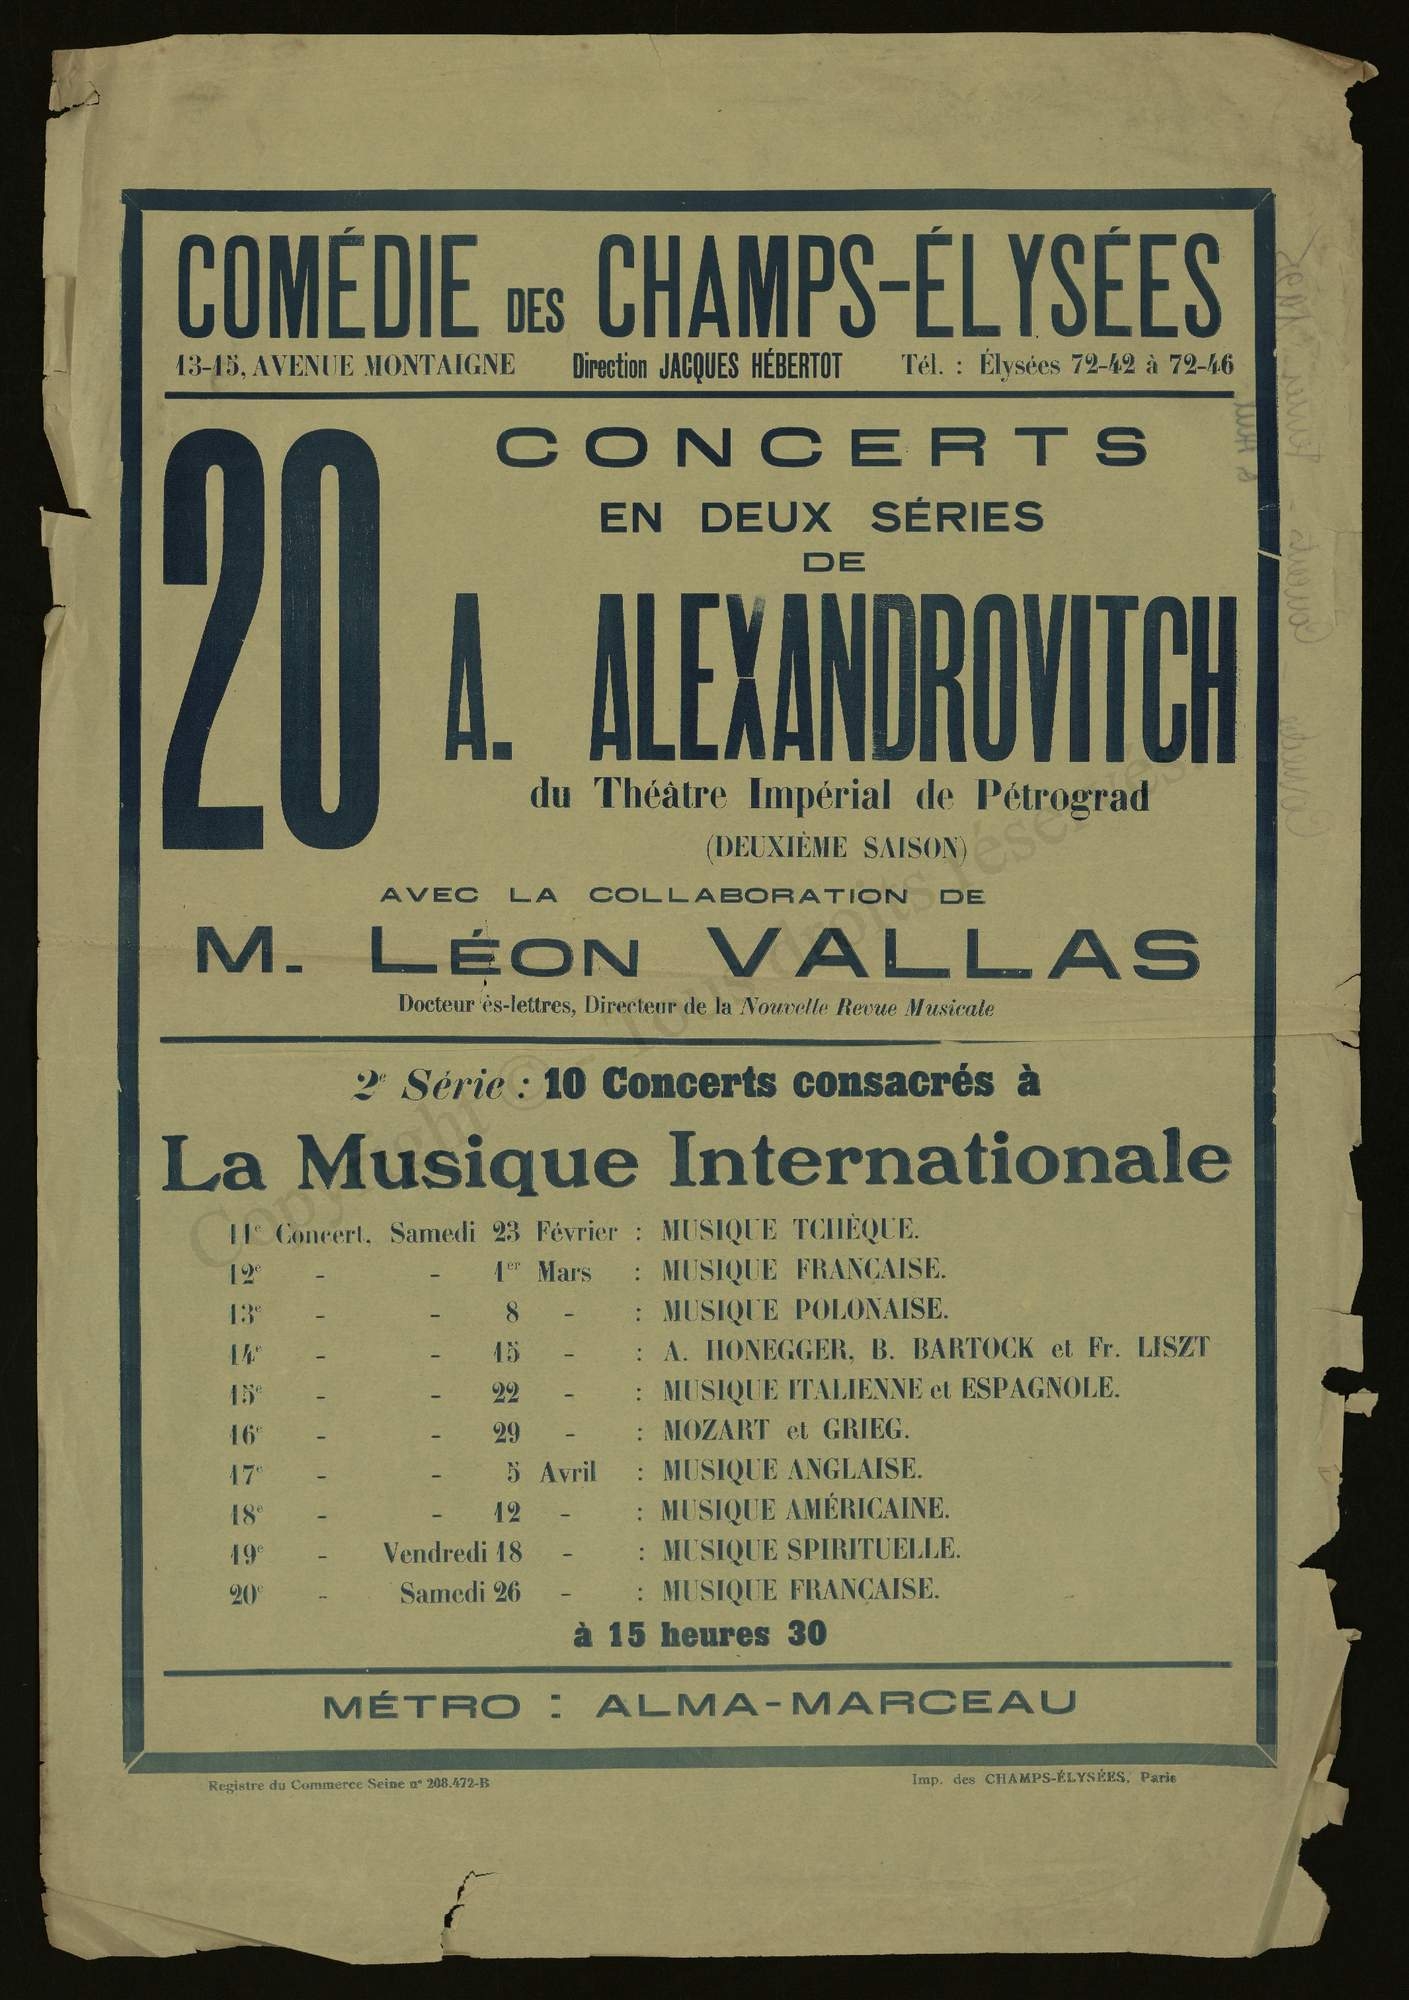 COMÉDIE DES CHAMPS-ÉLYSÉES
13-15, AVENUE MONTAIGNE Direction JACQUES HÉBERTOT Tél. : Élysées 72-42 à 72-46
20 CONCERTS
EN DEUX SÉRIES
DE
A. ALEXANDROVITCH
du Théâtre Impérial de Pétrograd
(DEUXIÈME SAISON)
AVEC LA COLLABORATION DE
M. LÉON VALLAS
Docteur ès-lettres, Directeur de la Nouvelle Revue Musicale
2e Série : 10 Concerts consacrés à
La Musique Internationale
11e Concert, Samedi 23 Février : MUSIQUE TCHÈQUE.
12e - - 1er Mars : MUSIQUE FRANÇAISE.
13e - - 8 - : MUSIQUE POLONAISE.
14e - - 15 - : A. HONEGGER, B. BARTOCK et Fr. LISZT
15e - - 22 - : MUSIQUE ITALIENNE et ESPAGNOLE.
16e - - 29 - : MOZART et GRIEG.
17e - - 5 Avril : MUSIQUE ANGLAISE.
18e - - 12 - : MUSIQUE AMÉRICAINE.
19e - Vendredi 18 - : MUSIQUE SPIRITUELLE.
20e - Samedi 26 - : MUSIQUE FRANÇAISE.
à 15 heures 30
MÉTRO : ALMA-MARCEAU
Registre du Commerce Seine nº 208.472-B Imp. des CHAMPS-ÉLYSÉES, Paris
Copyright © - Tous droits réservés.